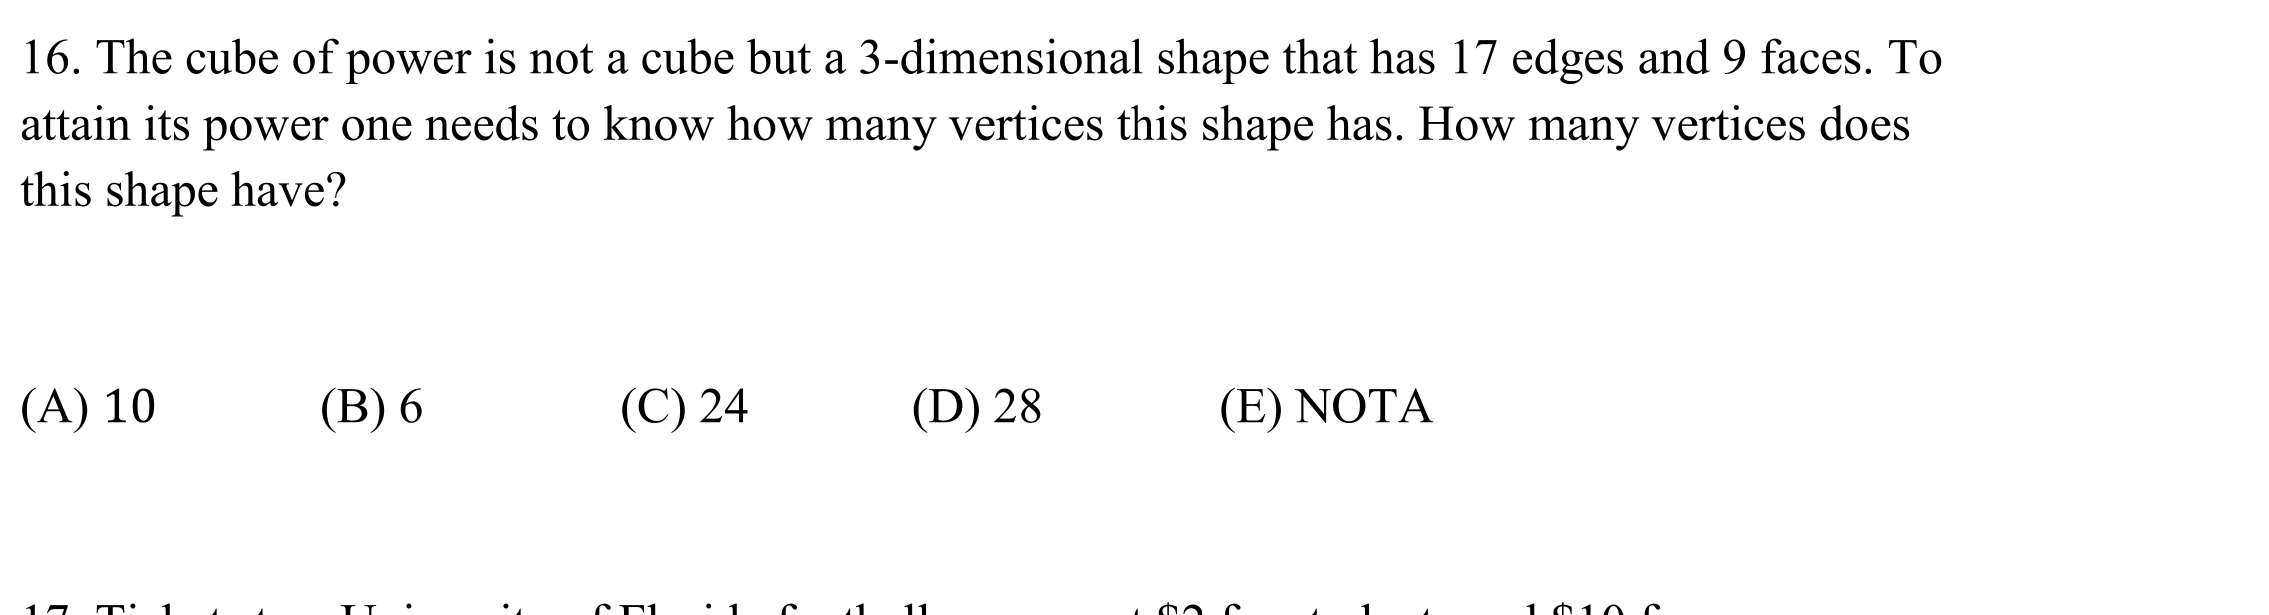 16. The cube of power is not a cube but a 3-dimensional shape that has 17 edges and 9 faces. To
attain its power one needs to know how many vertices this shape has. How many vertices does
this shape have?
(A) 10 (B) 6 (C) 24 (D) 28 (E) NOTA